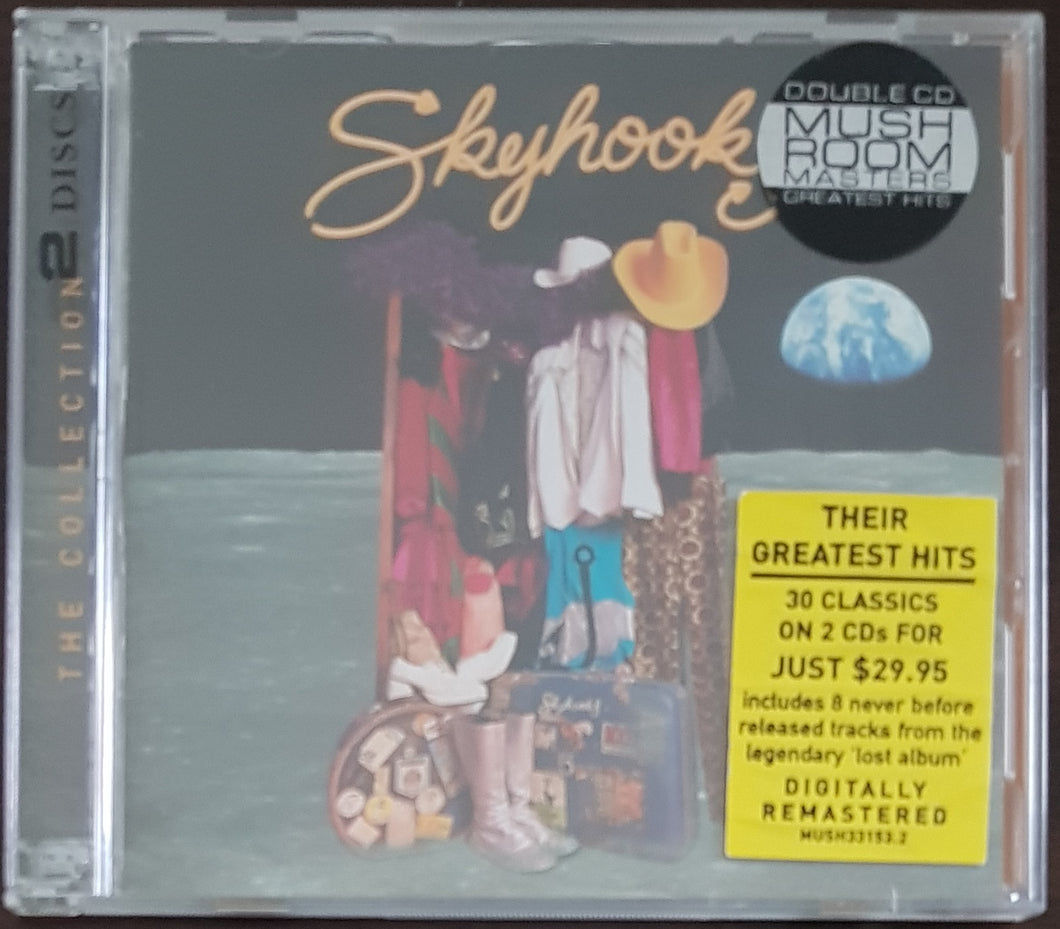 THE COLLECTION 2 DISCS
Skyhook
DOUBLE CD
MUSH
ROOM
MASTERS
GREATEST HITS
Skyhooks
THEIR
GREATEST HITS
30 CLASSICS
ON 2 CDs FOR
JUST $29.95
includes 8 never before
released tracks from the
legendary 'lost album'
DIGITALLY
REMASTERED
MUSH33153.2